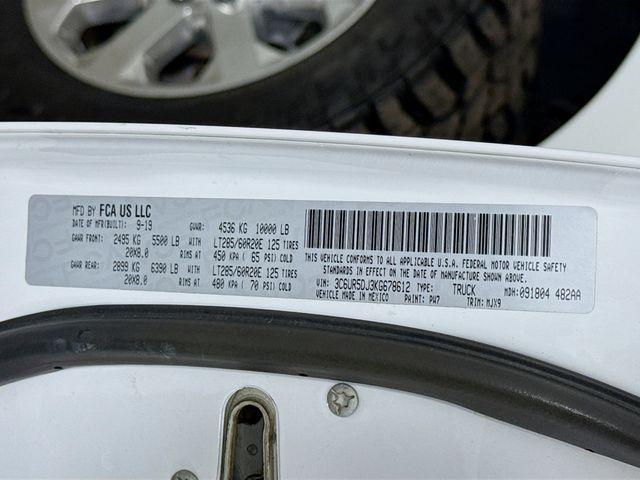 MFD BY FCA US LLC
DATE OF MFR(BUILT): 9-19 GVWR: 4536 KG 10000 LB
GAWR FRONT: 2495 KG 5500 LB WITH LT285/60R20E 125 TIRES
20X8.0 RIMS AT 450 KPA ( 65 PSI) COLD
GAWR REAR: 2899 KG 6390 LB WITH LT285/60R20E 125 TIRES
20X8.0 RIMS AT 480 KPA ( 70 PSI) COLD
THIS VEHICLE CONFORMS TO ALL APPLICABLE U.S.A. FEDERAL MOTOR VEHICLE SAFETY
STANDARDS IN EFFECT ON THE DATE OF MANUFACTURE SHOWN ABOVE.
VIN: 3C6UR5DJ3KG678612 TYPE: TRUCK MDH: 091804 482AA
VEHICLE MADE IN MEXICO PAINT: PW7 TRIM: MJX9